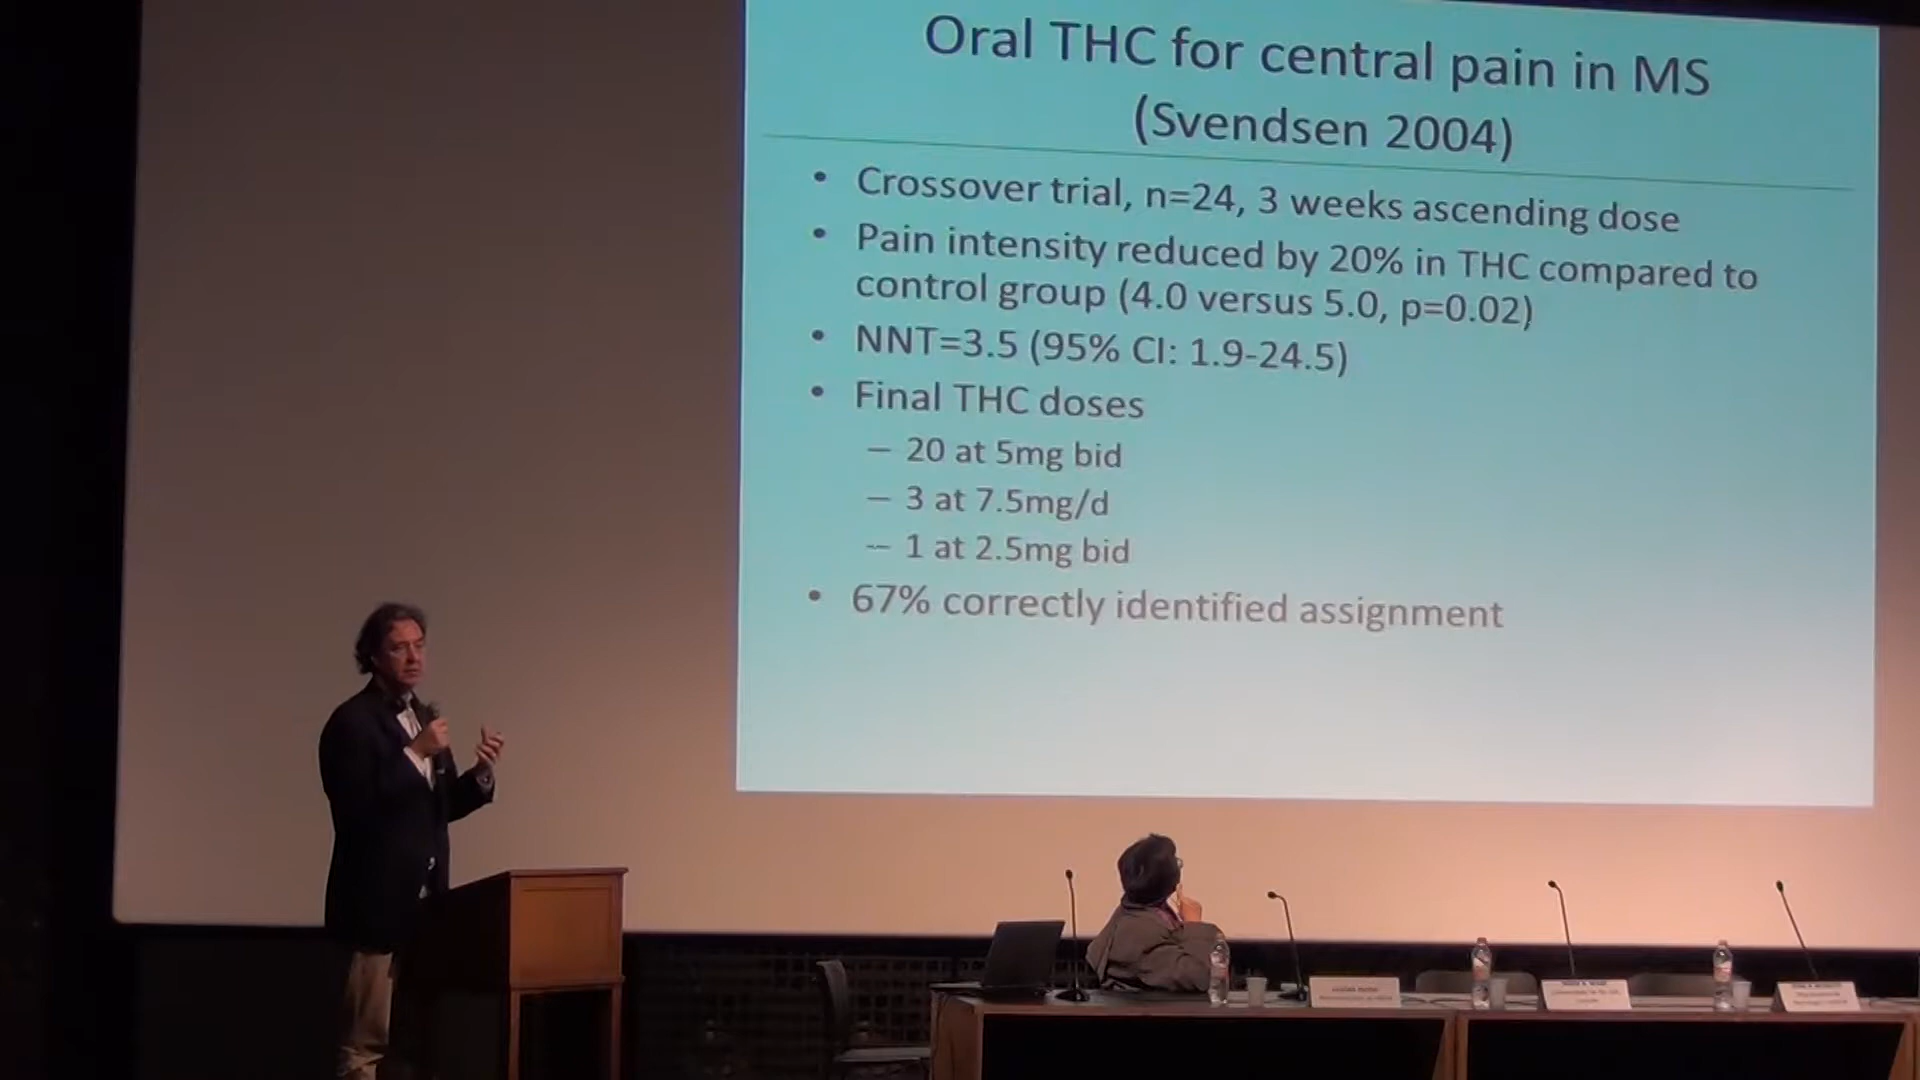 Oral THC for central pain in MS
(Svendsen 2004)
• Crossover trial, n=24, 3 weeks ascending dose
• Pain intensity reduced by 20% in THC compared to
control group (4.0 versus 5.0, p=0.02)
• NNT=3.5 (95% CI: 1.9-24.5)
• Final THC doses
– 20 at 5mg bid
– 3 at 7.5mg/d
– 1 at 2.5mg bid
• 67% correctly identified assignment